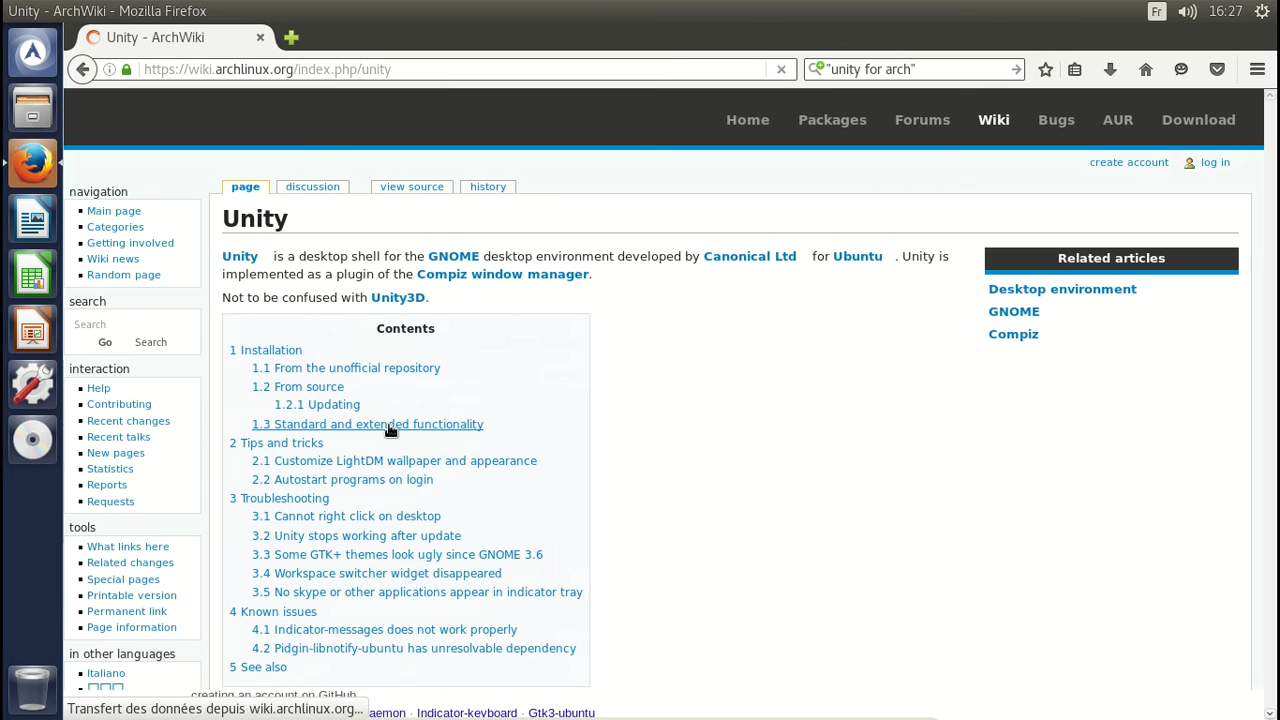 Unity - ArchWiki - Mozilla Firefox
Fr
16:27
Unity - ArchWiki
https://wiki.archlinux.org/index.php/unity
"unity for arch"
Home Packages Forums Wiki Bugs AUR Download
create account log in
page discussion view source history
navigation
Main page
Categories
Getting involved
Wiki news
Random page
search
Search
Go Search
interaction
Help
Contributing
Recent changes
Recent talks
New pages
Statistics
Reports
Requests
tools
What links here
Related changes
Special pages
Printable version
Permanent link
Page information
in other languages
Italiano
Unity
Unity is a desktop shell for the GNOME desktop environment developed by Canonical Ltd for Ubuntu . Unity is
implemented as a plugin of the Compiz window manager.
Not to be confused with Unity3D.
Contents
1 Installation
1.1 From the unofficial repository
1.2 From source
1.2.1 Updating
1.3 Standard and extended functionality
2 Tips and tricks
2.1 Customize LightDM wallpaper and appearance
2.2 Autostart programs on login
3 Troubleshooting
3.1 Cannot right click on desktop
3.2 Unity stops working after update
3.3 Some GTK+ themes look ugly since GNOME 3.6
3.4 Workspace switcher widget disappeared
3.5 No skype or other applications appear in indicator tray
4 Known issues
4.1 Indicator-messages does not work properly
4.2 Pidgin-libnotify-ubuntu has unresolvable dependency
5 See also
Related articles
Desktop environment
GNOME
Compiz
creating an account on GitHub
Transfert des données depuis wiki.archlinux.org...
aemon · Indicator-keyboard · Gtk3-ubuntu